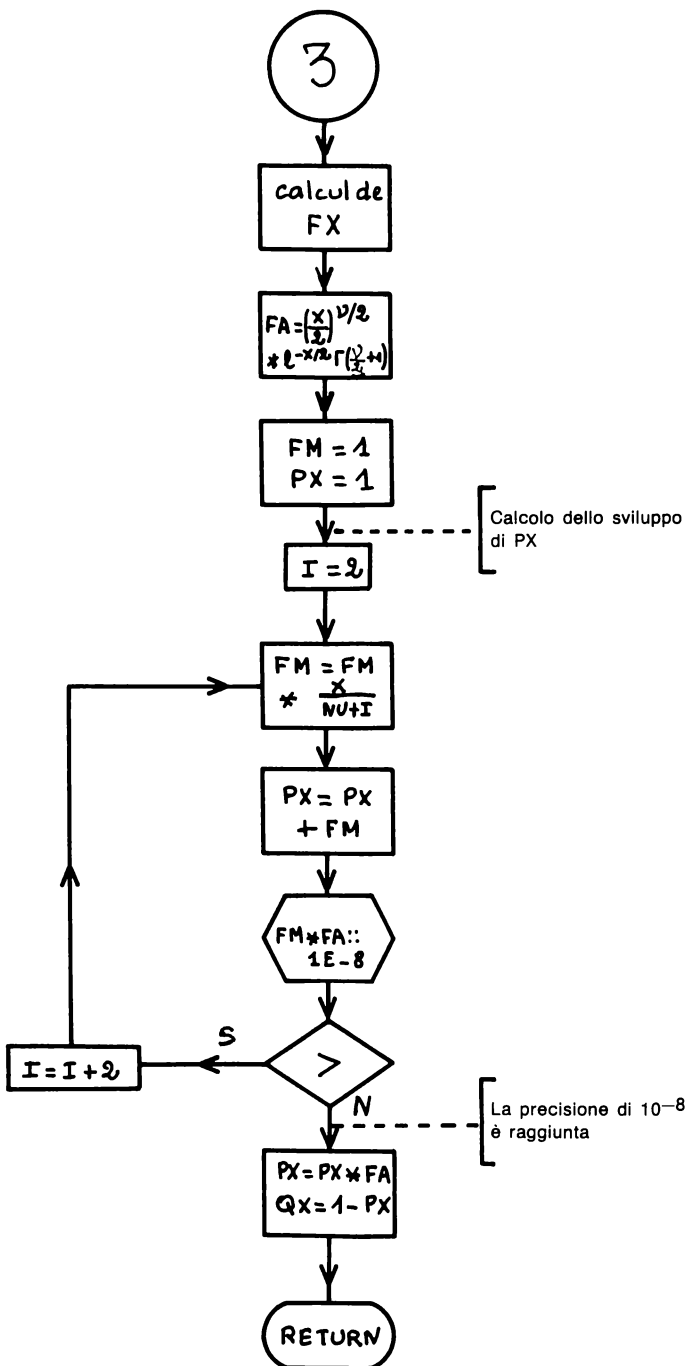 3
calcul de
FX
FA=(X/2)^ν/2
* e^-x/2 Γ(ν/2+1)
FM = 1
PX = 1
Calcolo dello sviluppo
di PX
I = 2
FM = FM
* X/NU+I
PX = PX
+ FM
FM*FA::
1E-8
>
S
I = I+2
N
La precisione di 10–8
è raggiunta
PX=PX*FA
QX=1-PX
RETURN